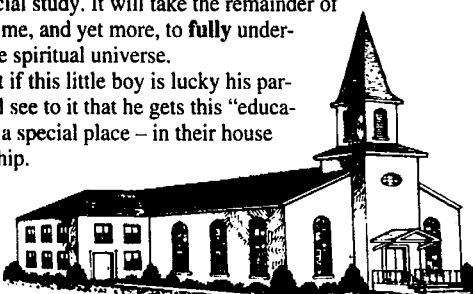 cial study. It will take the remainder of
me, and yet more, to fully under-
e spiritual universe.
t if this little boy is lucky his par-
l see to it that he gets this “educa-
a special place – in their house
hip.